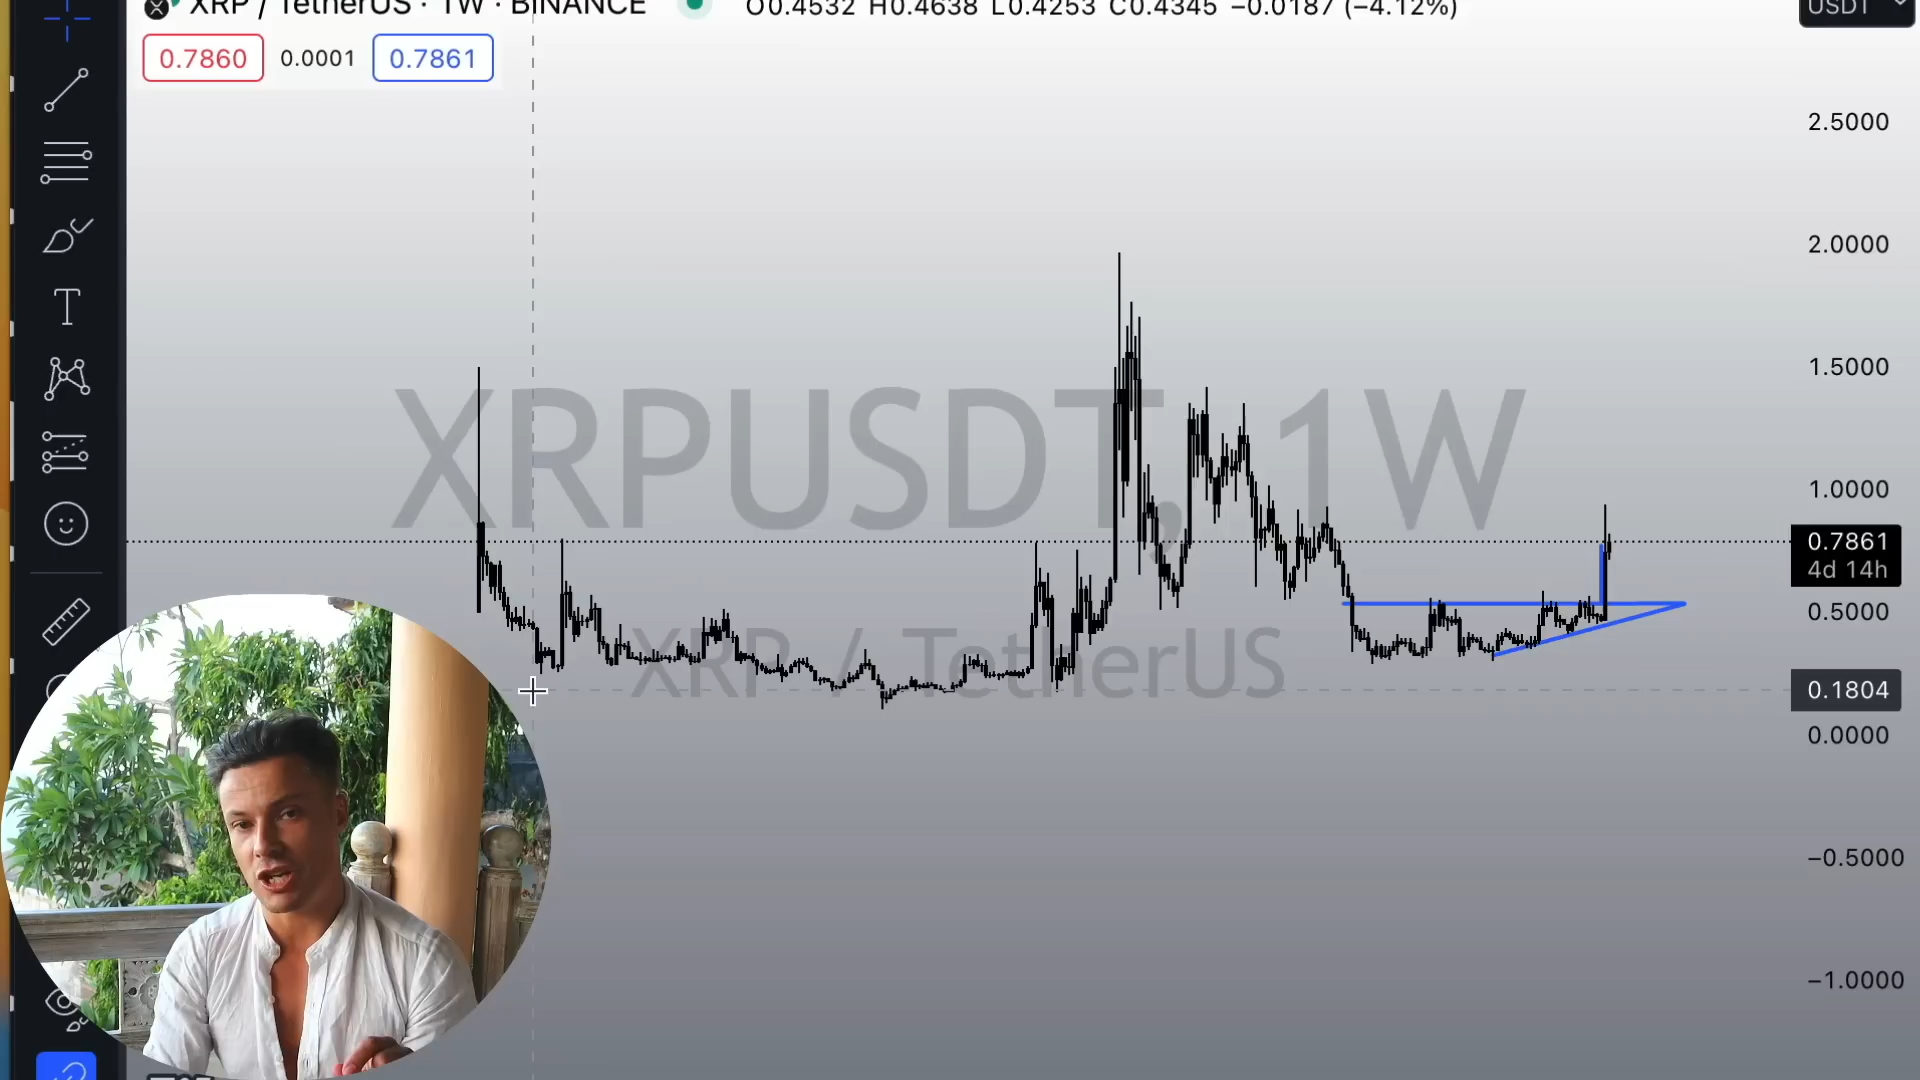 XRP / TetherUS · 1W · BINANCE O0.4532 H0.4638 L0.4253 C0.4345 −0.0187 (−4.12%)
USDT
0.7860 0.0001 0.7861
2.5000
2.0000
1.5000
XRPUSDT, 1W
1.0000
0.7861
4d 14h
0.5000
XRP / TetherUS
0.1804
0.0000
−0.5000
−1.0000